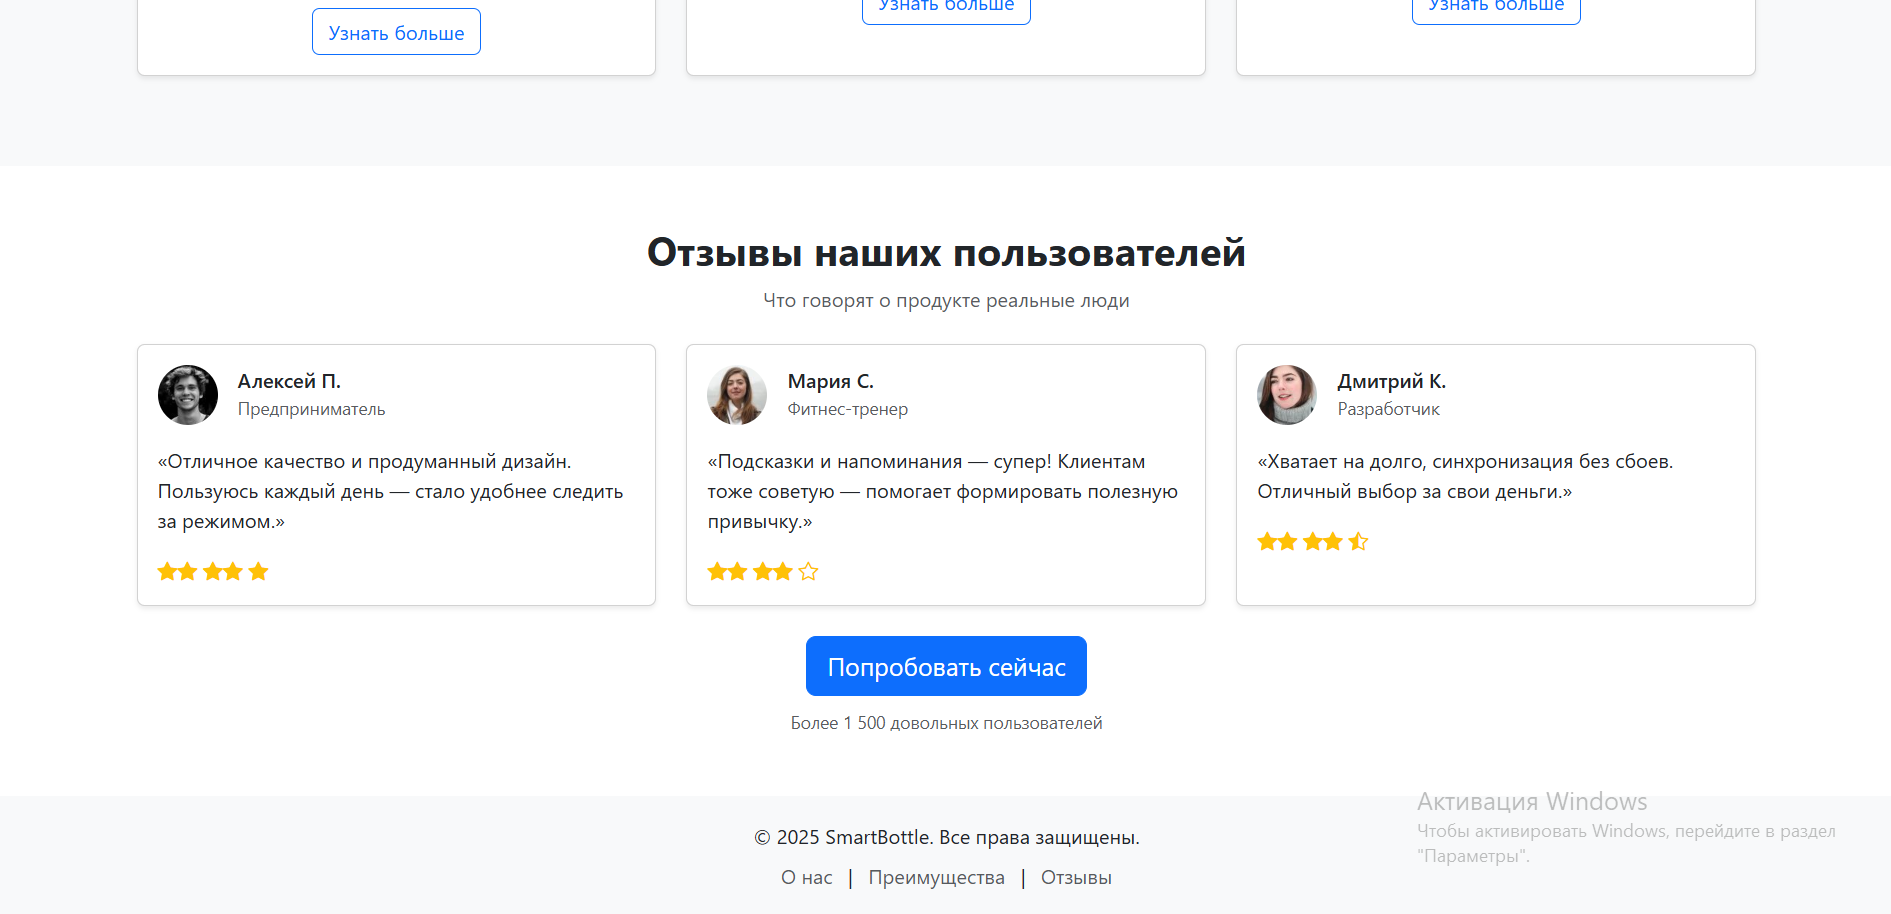 Узнать больше
Узнать больше
Узнать больше
Отзывы наших пользователей
Что говорят о продукте реальные люди
Алексей П.
Предприниматель
«Отличное качество и продуманный дизайн.
Пользуюсь каждый день — стало удобнее следить
за режимом.»
Мария С.
Фитнес-тренер
«Подсказки и напоминания — супер! Клиентам
тоже советую — помогает формировать полезную
привычку.»
Дмитрий К.
Разработчик
«Хватает на долго, синхронизация без сбоев.
Отличный выбор за свои деньги.»
Попробовать сейчас
Более 1 500 довольных пользователей
© 2025 SmartBottle. Все права защищены.
О нас | Преимущества | Отзывы
Активация Windows
Чтобы активировать Windows, перейдите в раздел
"Параметры".